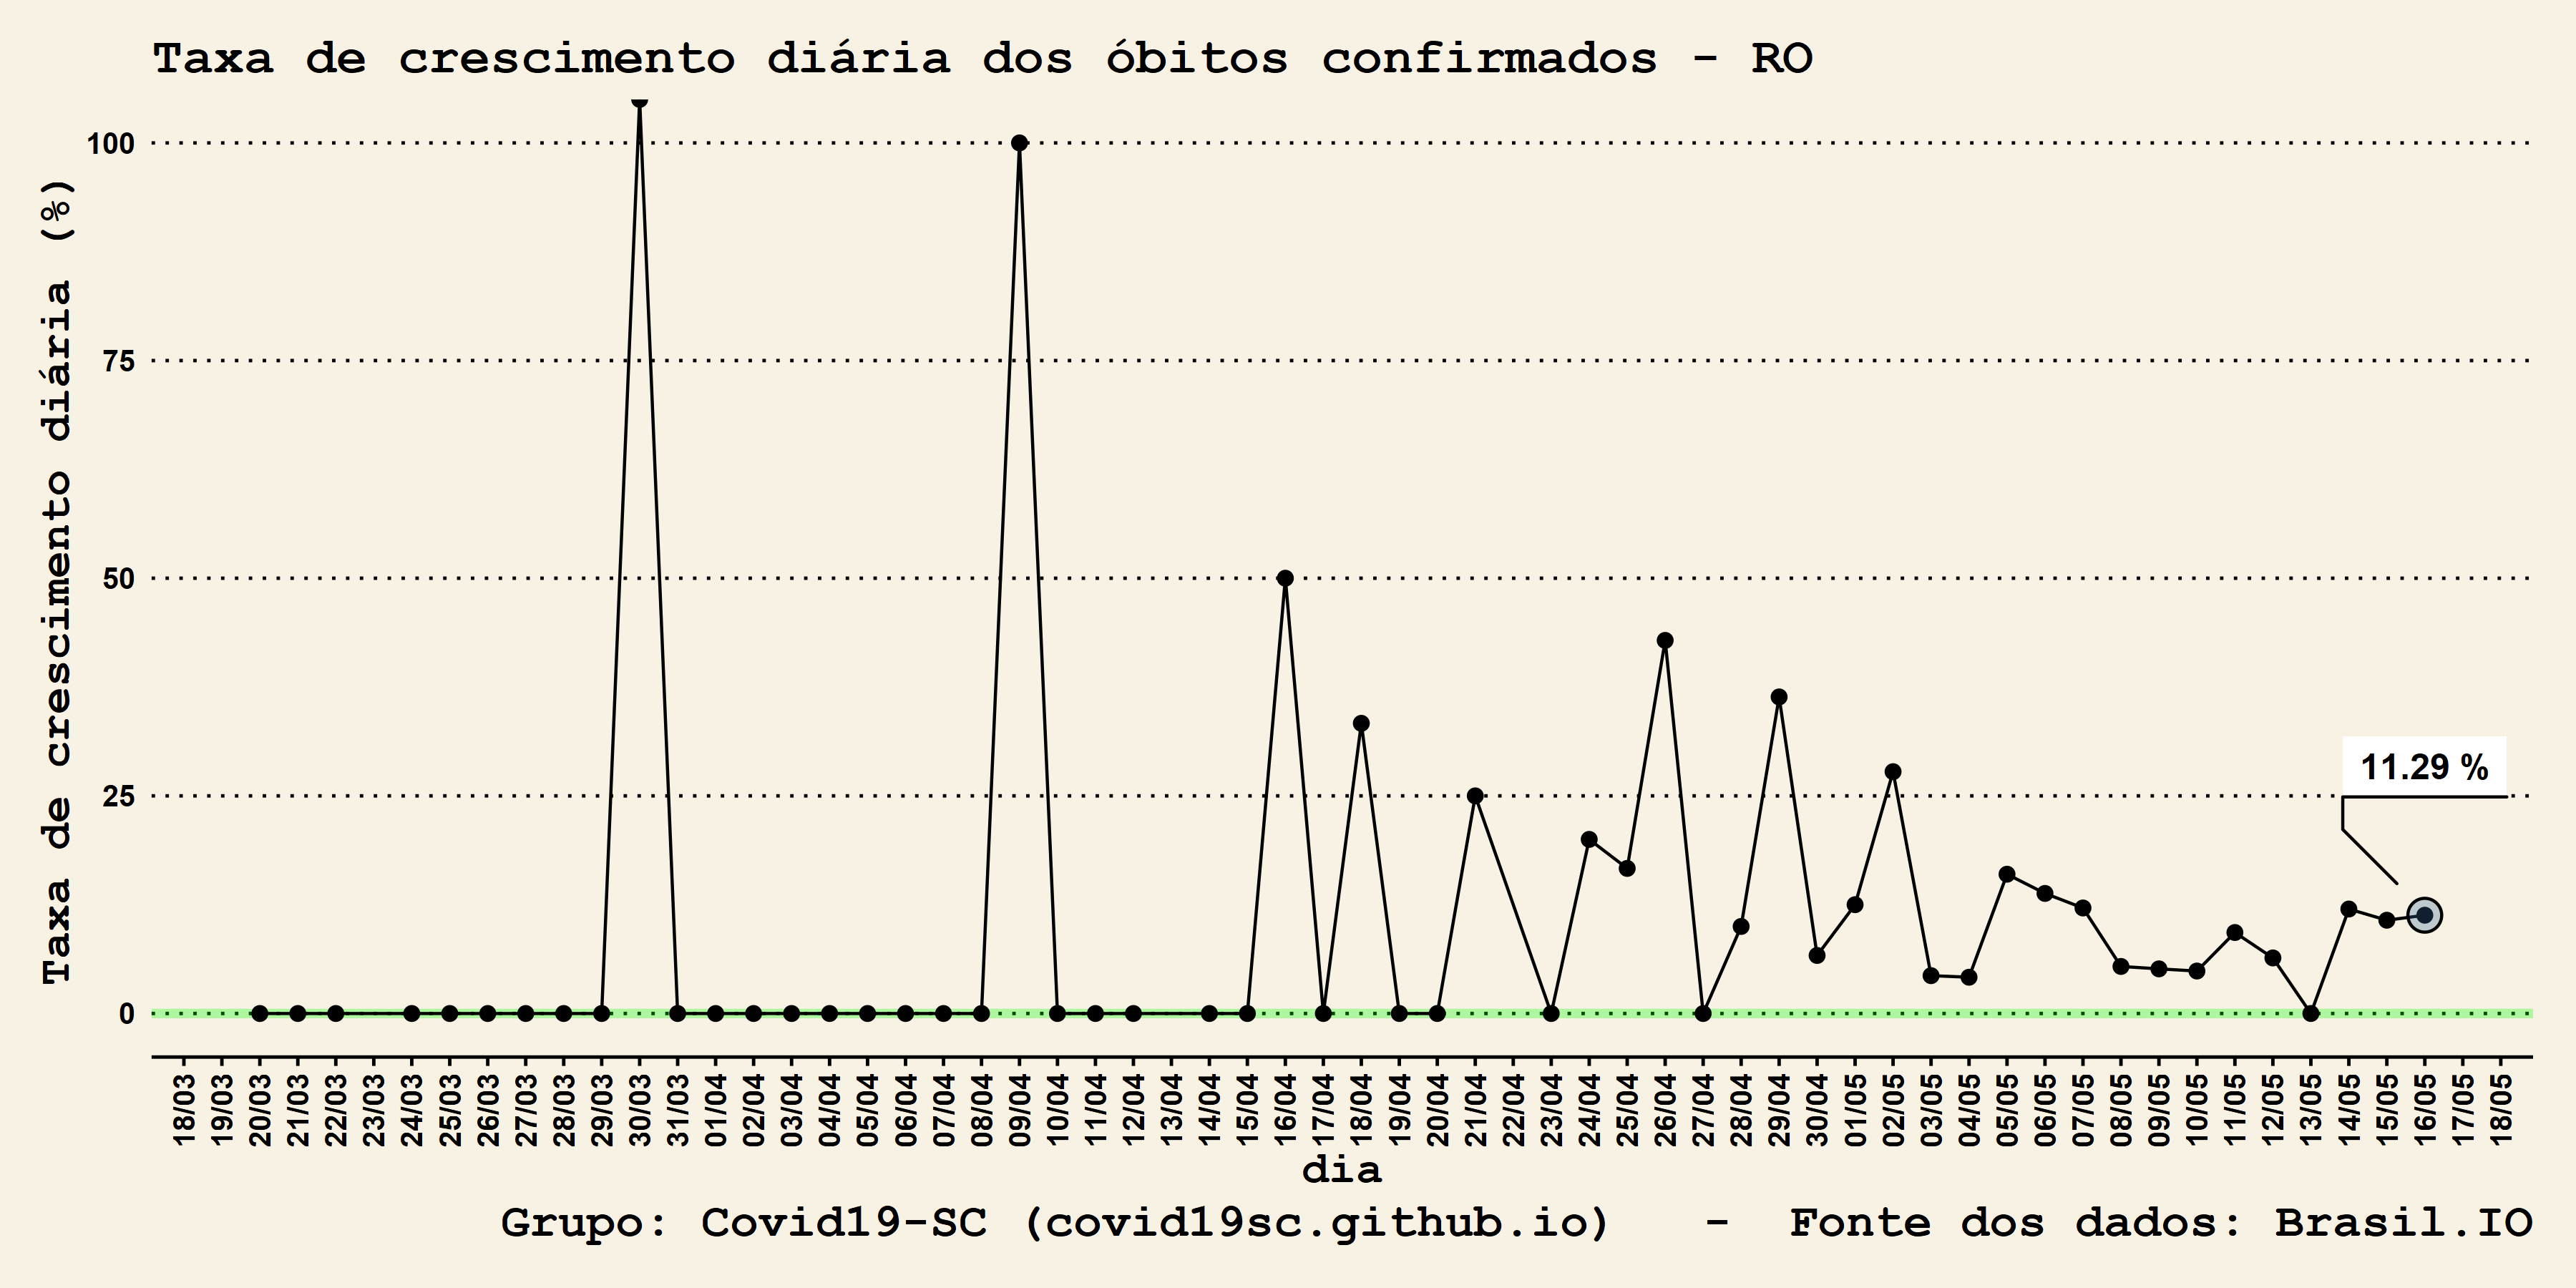 Taxa de crescimento diária dos óbitos confirmados - RO
Taxa de crescimento diária (%)
100
75
50
25
0
11.29 %
18/03 19/03 20/03 21/03 22/03 23/03 24/03 25/03 26/03 27/03 28/03 29/03 30/03 31/03 01/04 02/04 03/04 04/04 05/04 06/04 07/04 08/04 09/04 10/04 11/04 12/04 13/04 14/04 15/04 16/04 17/04 18/04 19/04 20/04 21/04 22/04 23/04 24/04 25/04 26/04 27/04 28/04 29/04 30/04 01/05 02/05 03/05 04/05 05/05 06/05 07/05 08/05 09/05 10/05 11/05 12/05 13/05 14/05 15/05 16/05 17/05 18/05
dia
Grupo: Covid19-SC (covid19sc.github.io) - Fonte dos dados: Brasil.IO